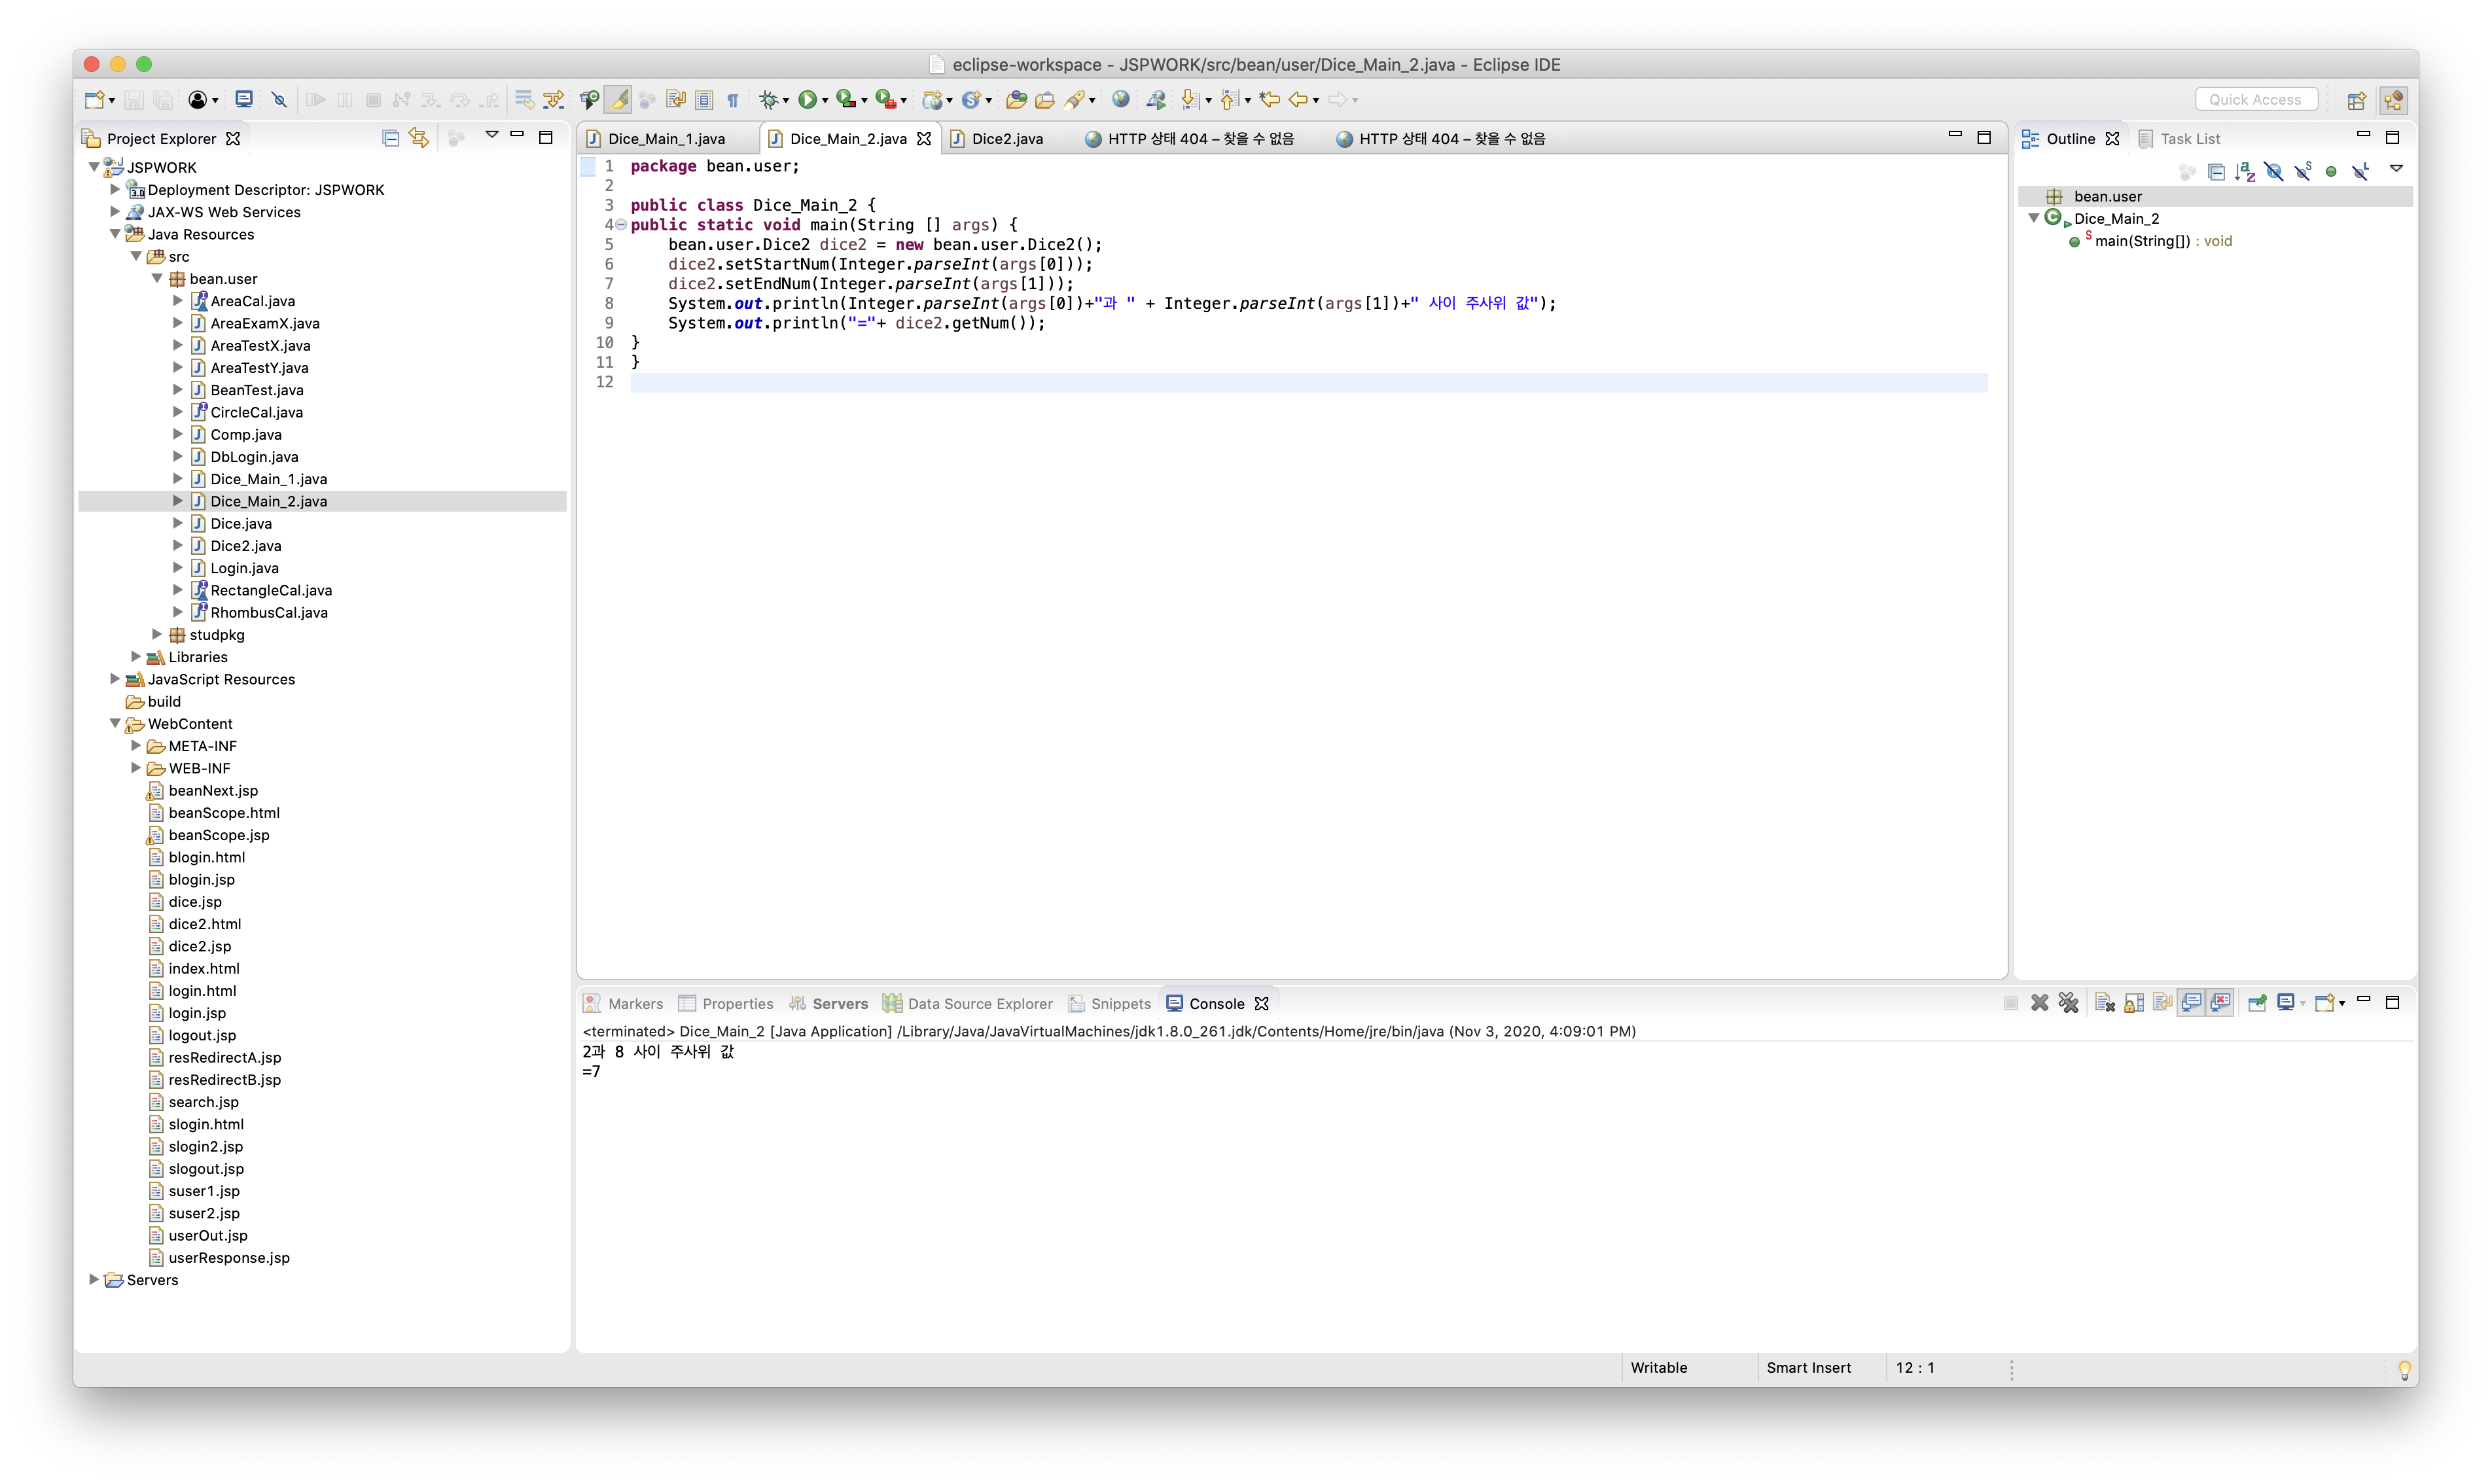 eclipse-workspace - JSPWORK/src/bean/user/Dice_Main_2.java - Eclipse IDE
Quick Access
Project Explorer
JSPWORK
Deployment Descriptor: JSPWORK
JAX-WS Web Services
Java Resources
src
bean.user
AreaCal.java
AreaExamX.java
AreaTestX.java
AreaTestY.java
BeanTest.java
CircleCal.java
Comp.java
DbLogin.java
Dice_Main_1.java
Dice_Main_2.java
Dice.java
Dice2.java
Login.java
RectangleCal.java
RhombusCal.java
studpkg
Libraries
JavaScript Resources
build
WebContent
META-INF
WEB-INF
beanNext.jsp
beanScope.html
beanScope.jsp
blogin.html
blogin.jsp
dice.jsp
dice2.html
dice2.jsp
index.html
login.html
login.jsp
logout.jsp
resRedirectA.jsp
resRedirectB.jsp
search.jsp
slogin.html
slogin2.jsp
slogout.jsp
suser1.jsp
suser2.jsp
userOut.jsp
userResponse.jsp
Servers
Dice_Main_1.java Dice_Main_2.java Dice2.java HTTP 상태 404 – 찾을 수 없음 HTTP 상태 404 – 찾을 수 없음
1 package bean.user;
2
3 public class Dice_Main_2 {
4 public static void main(String [] args) {
5 bean.user.Dice2 dice2 = new bean.user.Dice2();
6 dice2.setStartNum(Integer.parseInt(args[0]));
7 dice2.setEndNum(Integer.parseInt(args[1]));
8 System.out.println(Integer.parseInt(args[0])+"과 " + Integer.parseInt(args[1])+" 사이 주사위 값");
9 System.out.println("="+ dice2.getNum());
10 }
11 }
12
Outline Task List
bean.user
Dice_Main_2
main(String[]) : void
Markers Properties Servers Data Source Explorer Snippets Console
<terminated> Dice_Main_2 [Java Application] /Library/Java/JavaVirtualMachines/jdk1.8.0_261.jdk/Contents/Home/jre/bin/java (Nov 3, 2020, 4:09:01 PM)
2과 8 사이 주사위 값
=7
Writable Smart Insert 12 : 1